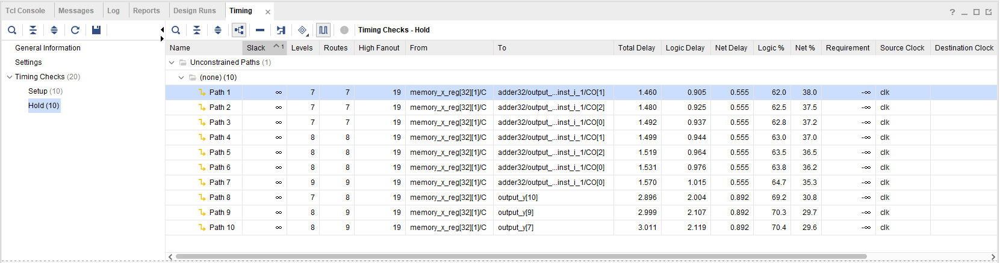 Tcl Console Messages Log Reports Design Runs Timing
Timing Checks - Hold
General Information
Settings
Timing Checks (20)
Setup (10)
Hold (10)
Name Slack 1 Levels Routes High Fanout From To Total Delay Logic Delay Net Delay Logic % Net % Requirement Source Clock Destination Clock
Unconstrained Paths (1)
(none) (10)
Path 1 ∞ 7 7 19 memory_x_reg[32][1]/C adder32/output_...inst_i_1/CO[1] 1.460 0.905 0.555 62.0 38.0 -∞ clk
Path 2 ∞ 7 7 19 memory_x_reg[32][1]/C adder32/output_...inst_i_1/CO[2] 1.480 0.925 0.555 62.5 37.5 -∞ clk
Path 3 ∞ 7 7 19 memory_x_reg[32][1]/C adder32/output_...inst_i_1/CO[0] 1.492 0.937 0.555 62.8 37.2 -∞ clk
Path 4 ∞ 8 8 19 memory_x_reg[32][1]/C adder32/output_...inst_i_1/CO[1] 1.499 0.944 0.555 63.0 37.0 -∞ clk
Path 5 ∞ 8 8 19 memory_x_reg[32][1]/C adder32/output_...inst_i_1/CO[2] 1.519 0.964 0.555 63.5 36.5 -∞ clk
Path 6 ∞ 8 8 19 memory_x_reg[32][1]/C adder32/output_...inst_i_1/CO[0] 1.531 0.976 0.555 63.8 36.2 -∞ clk
Path 7 ∞ 9 9 19 memory_x_reg[32][1]/C adder32/output_...inst_i_1/CO[0] 1.570 1.015 0.555 64.7 35.3 -∞ clk
Path 8 ∞ 7 8 19 memory_x_reg[32][1]/C output_y[10] 2.896 2.004 0.892 69.2 30.8 -∞ clk
Path 9 ∞ 8 9 19 memory_x_reg[32][1]/C output_y[9] 2.999 2.107 0.892 70.3 29.7 -∞ clk
Path 10 ∞ 8 9 19 memory_x_reg[32][1]/C output_y[7] 3.011 2.119 0.892 70.4 29.6 -∞ clk